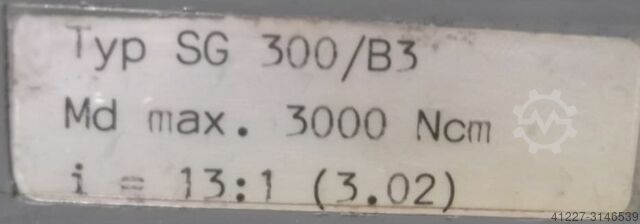 Typ SG 300/B3
Md max. 3000 Ncm
i = 13:1 (3.02)
41227-3146539